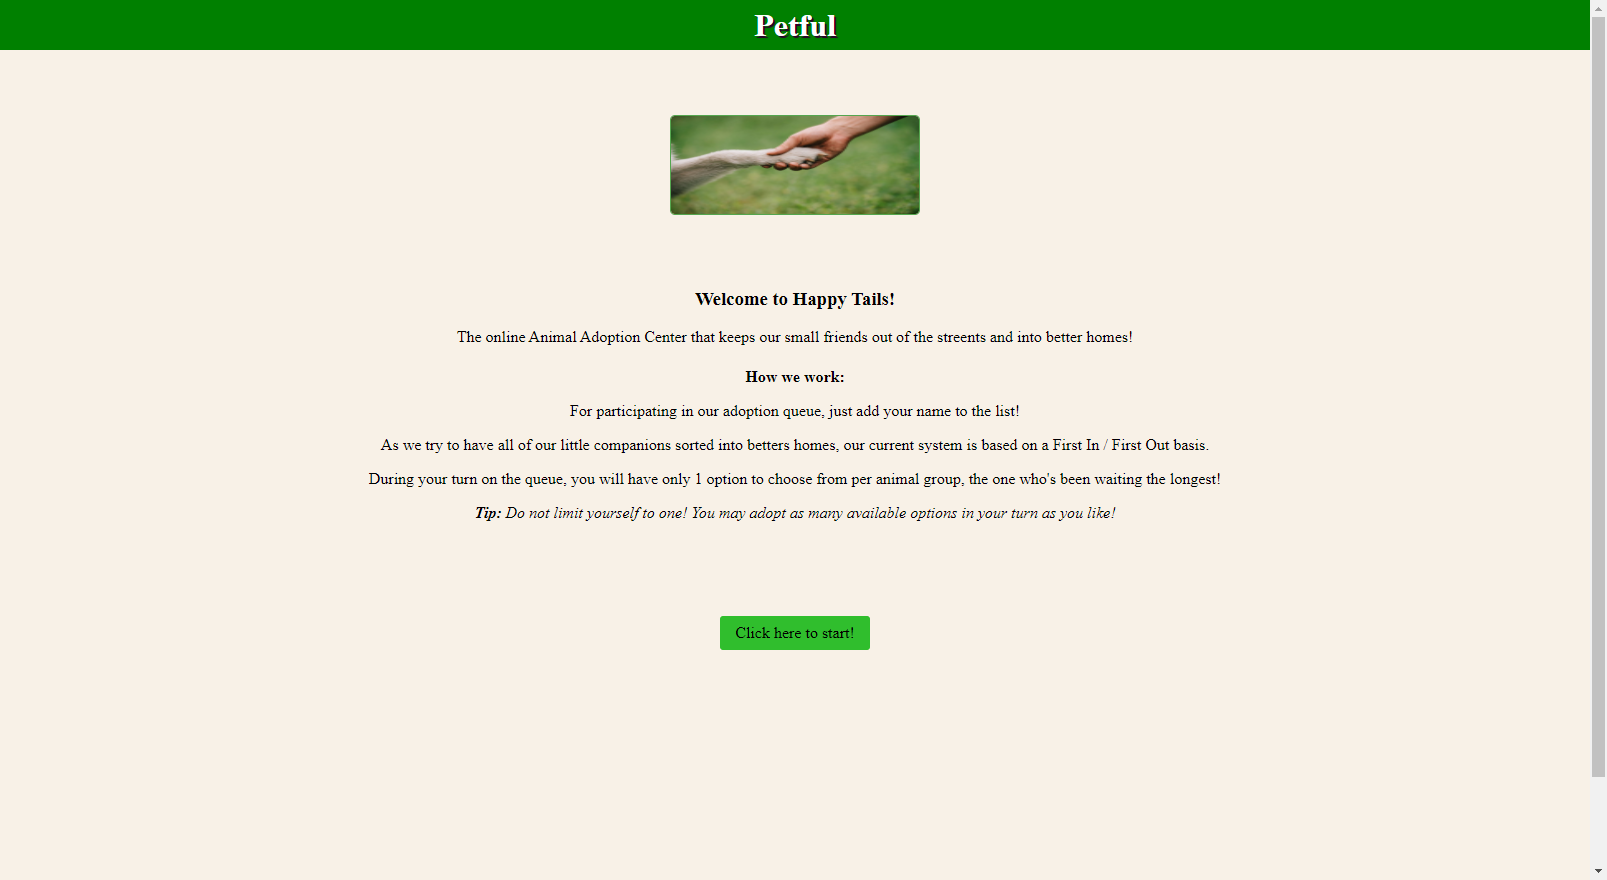 Petful
Welcome to Happy Tails!
The online Animal Adoption Center that keeps our small friends out of the streents and into better homes!
How we work:
For participating in our adoption queue, just add your name to the list!
As we try to have all of our little companions sorted into betters homes, our current system is based on a First In / First Out basis.
During your turn on the queue, you will have only 1 option to choose from per animal group, the one who's been waiting the longest!
Tip: Do not limit yourself to one! You may adopt as many available options in your turn as you like!
Click here to start!